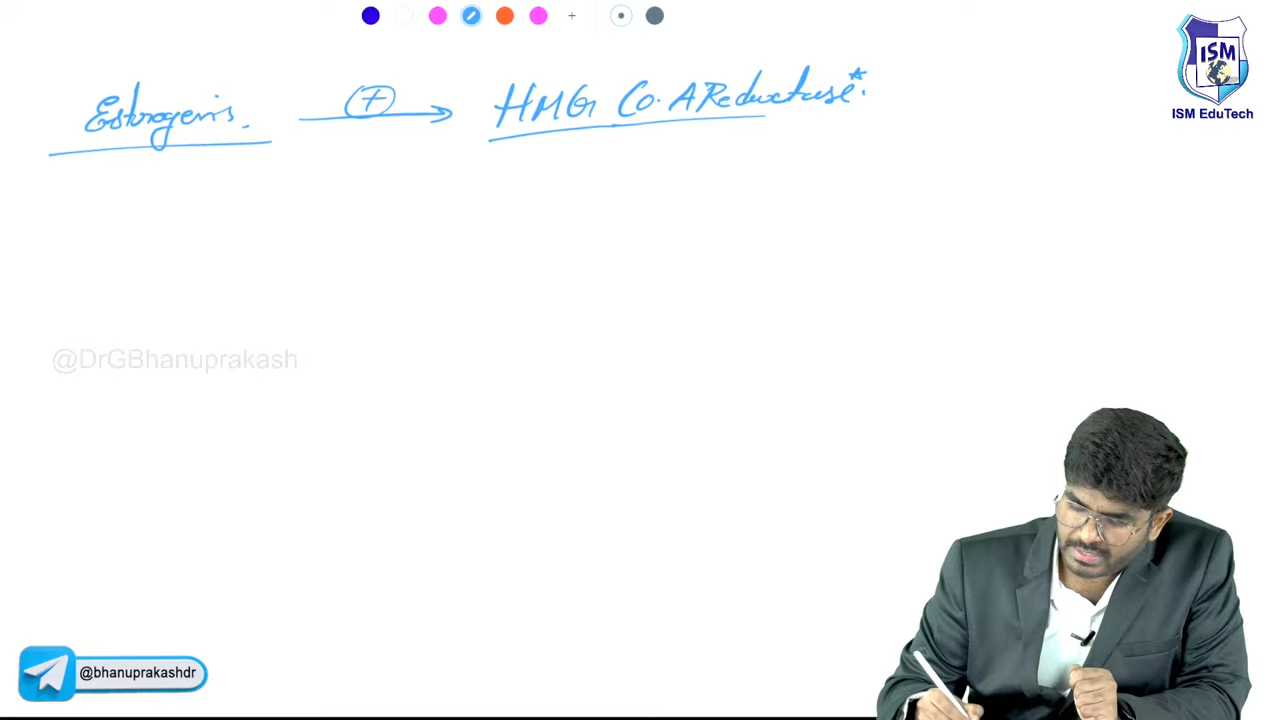 Estrogens. (+) → HMG Co.A Reductase*.
ISM
ISM EduTech
@DrGBhanuprakash
@bhanuprakashdr